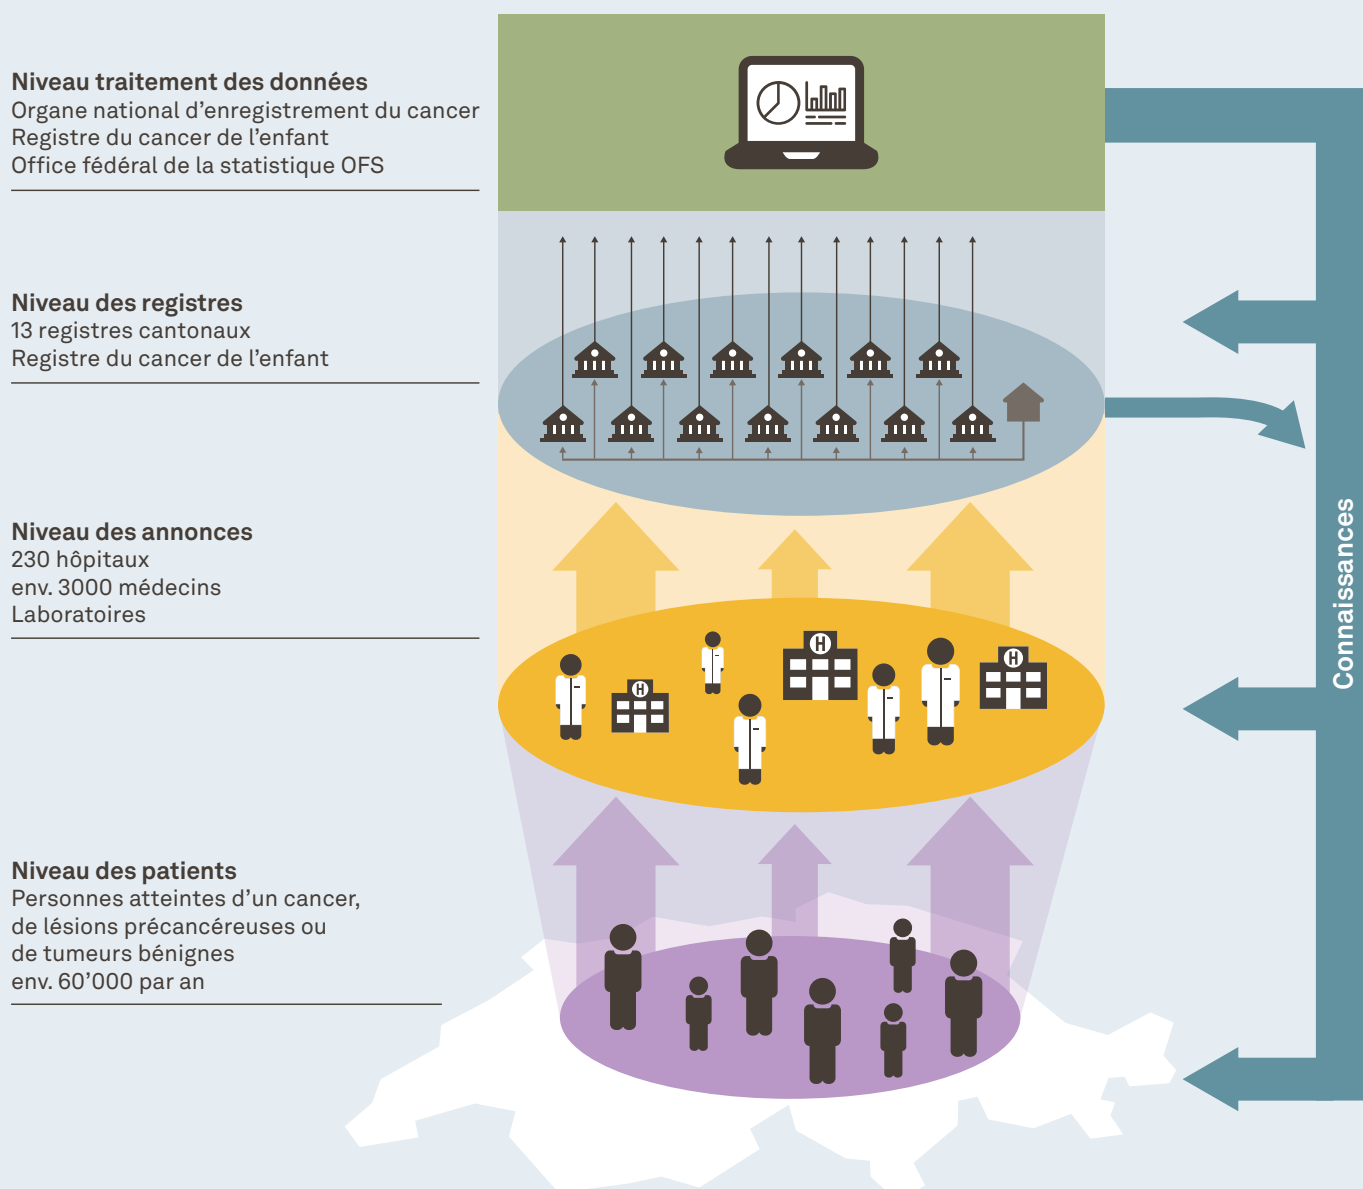 Niveau traitement des données
Organe national d’enregistrement du cancer
Registre du cancer de l’enfant
Office fédéral de la statistique OFS
Niveau des registres
13 registres cantonaux
Registre du cancer de l’enfant
Niveau des annonces
230 hôpitaux
env. 3000 médecins
Laboratoires
H
H
H
Connaissances
Niveau des patients
Personnes atteintes d’un cancer,
de lésions précancéreuses ou
de tumeurs bénignes
env. 60’000 par an